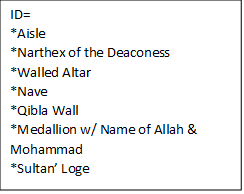 ID=
*Aisle
*Narthex of the Deaconess
*Walled Altar
*Nave
*Qibla Wall
*Medallion w/ Name of Allah &
Mohammad
*Sultan’ Loge